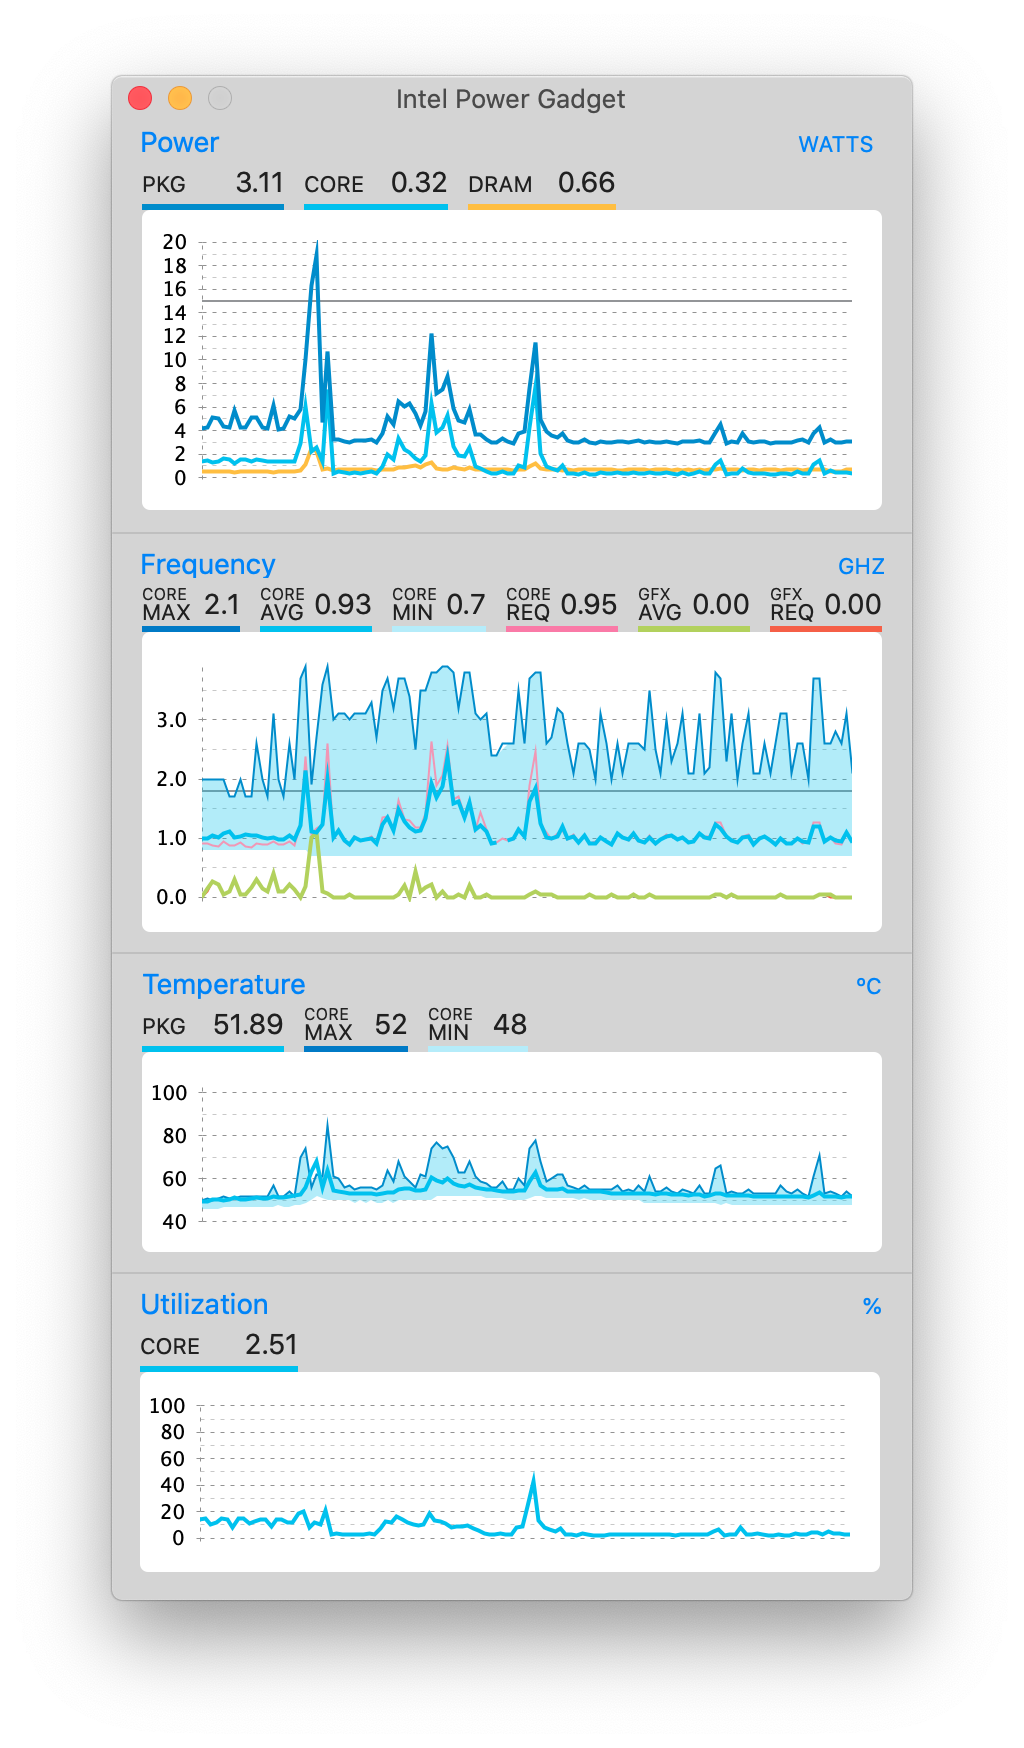 Intel Power Gadget
Power WATTS
PKG 3.11 CORE 0.32 DRAM 0.66
20
18
16
14
12
10
8
6
4
2
0
Frequency GHZ
CORE MAX 2.1 CORE AVG 0.93 CORE MIN 0.7 CORE REQ 0.95 GFX AVG 0.00 GFX REQ 0.00
3.0
2.0
1.0
0.0
Temperature ºC
PKG 51.89 CORE MAX 52 CORE MIN 48
100
80
60
40
Utilization %
CORE 2.51
100
80
60
40
20
0